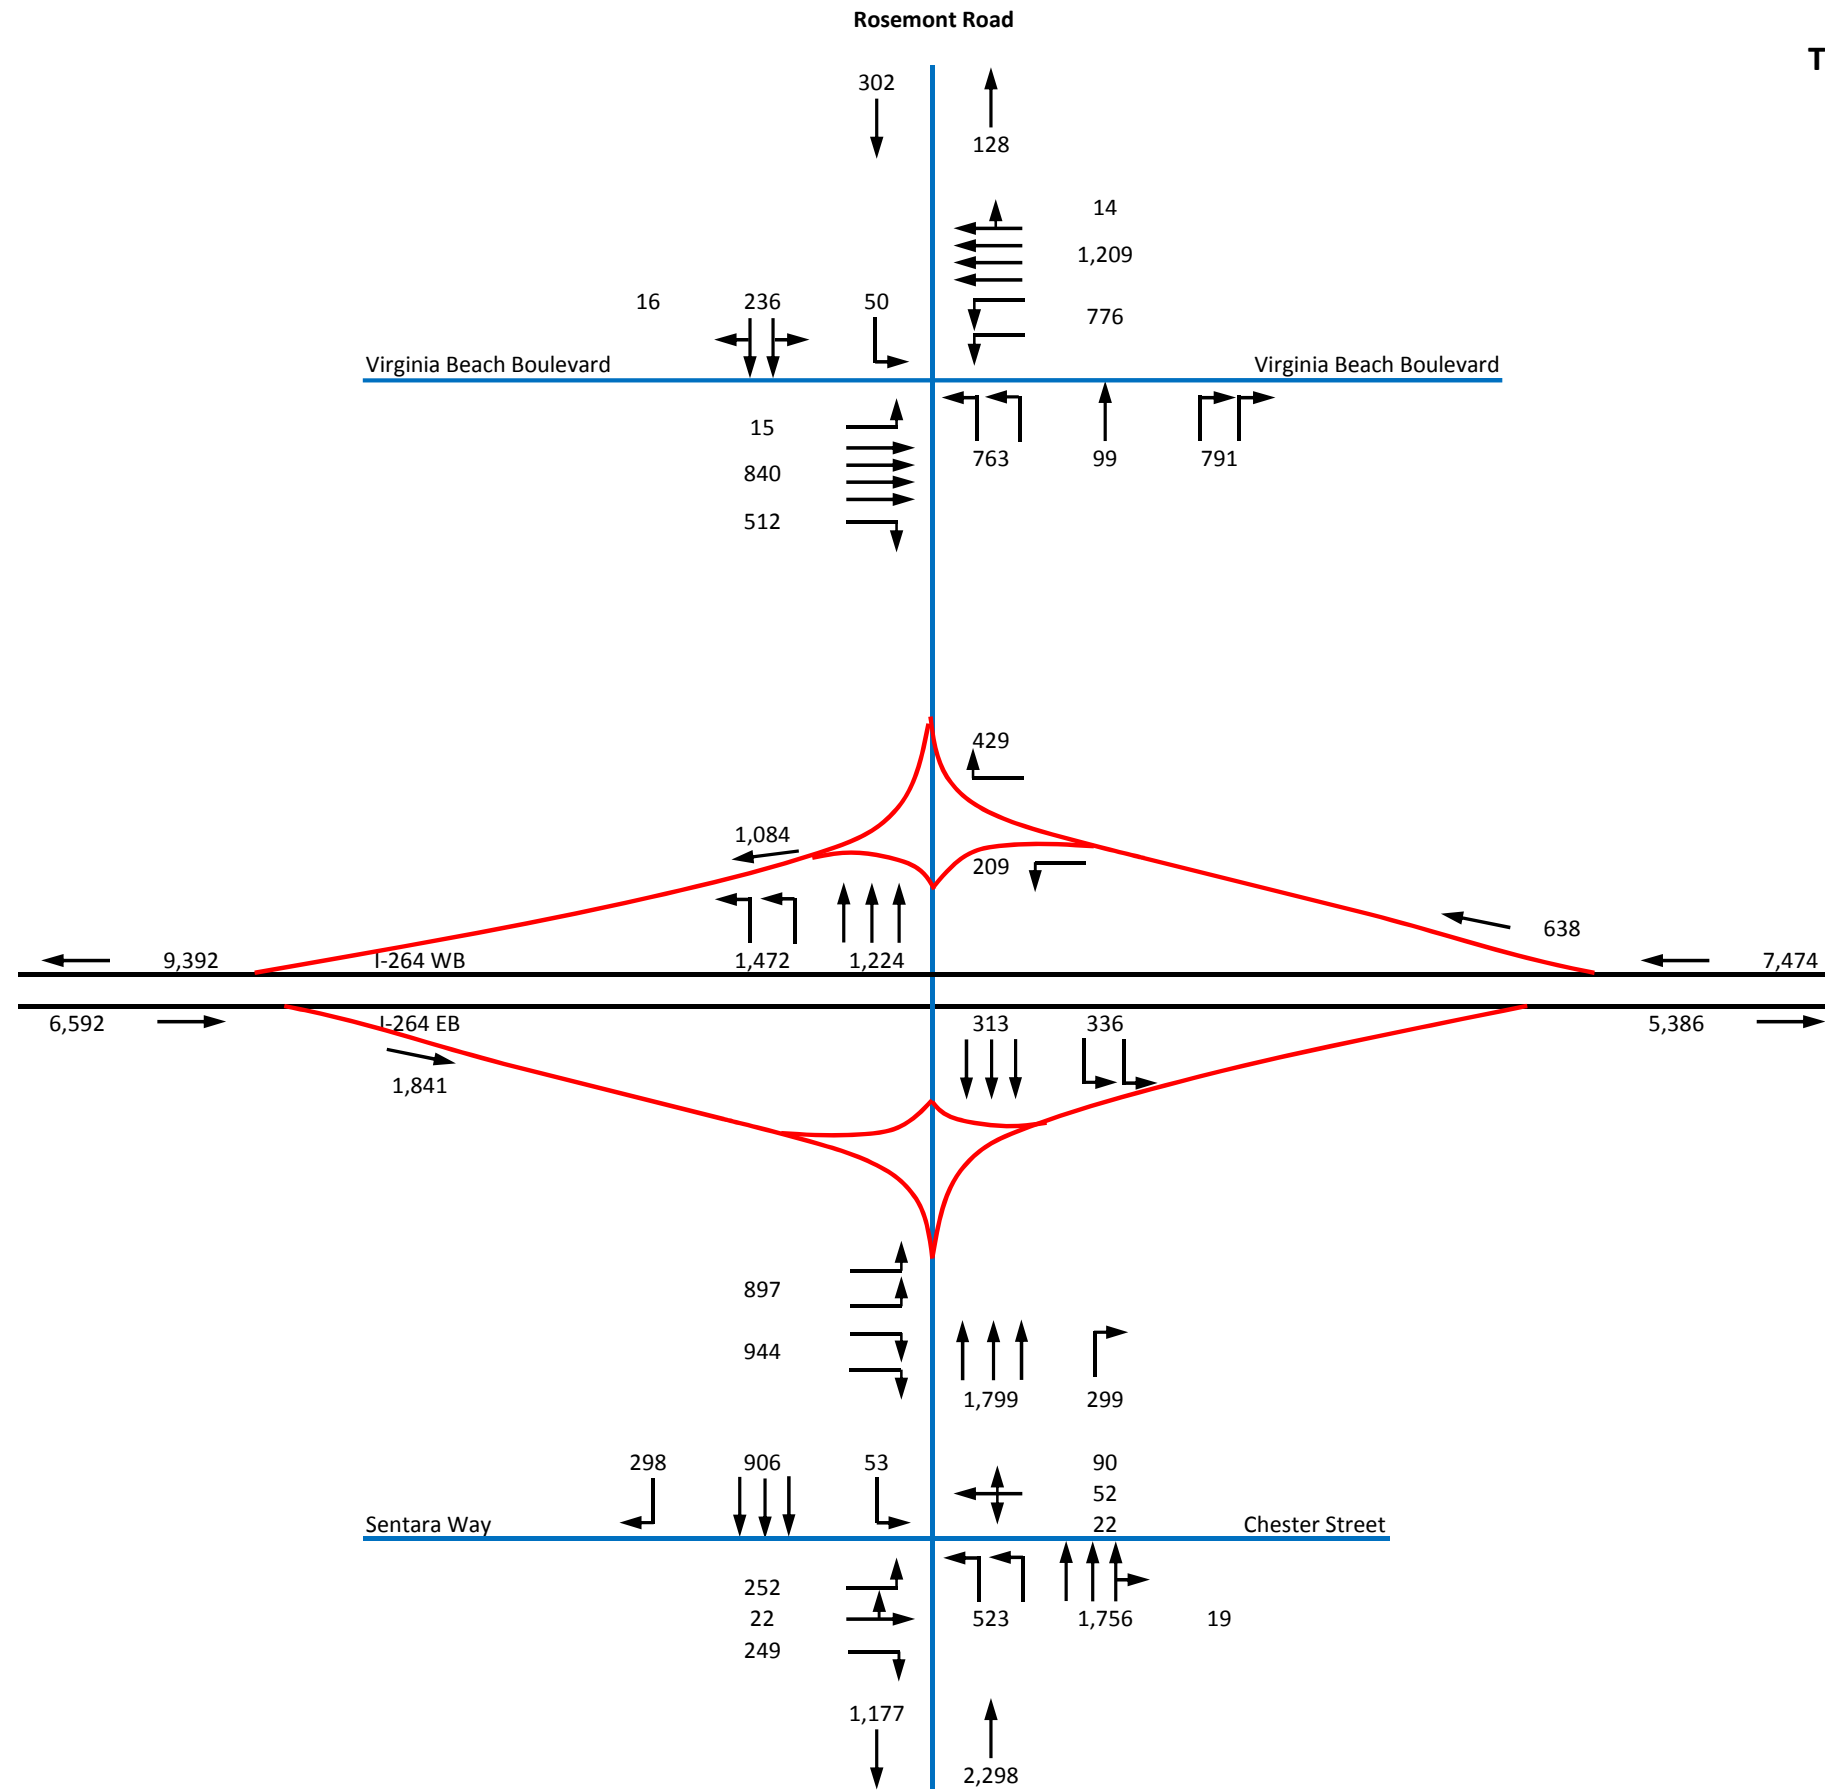 Rosemont Road
T
302
128
14
1,209
16 236 50
776
Virginia Beach Boulevard Virginia Beach Boulevard
15
763 99 791
840
512
429
1,084
209
638
9,392 I-264 WB 1,472 1,224 7,474
6,592 I-264 EB 313 336 5,386
1,841
897
944
1,799 299
298 906 53 90
52
Sentara Way 22 Chester Street
252
22 523 1,756 19
249
1,177
2,298